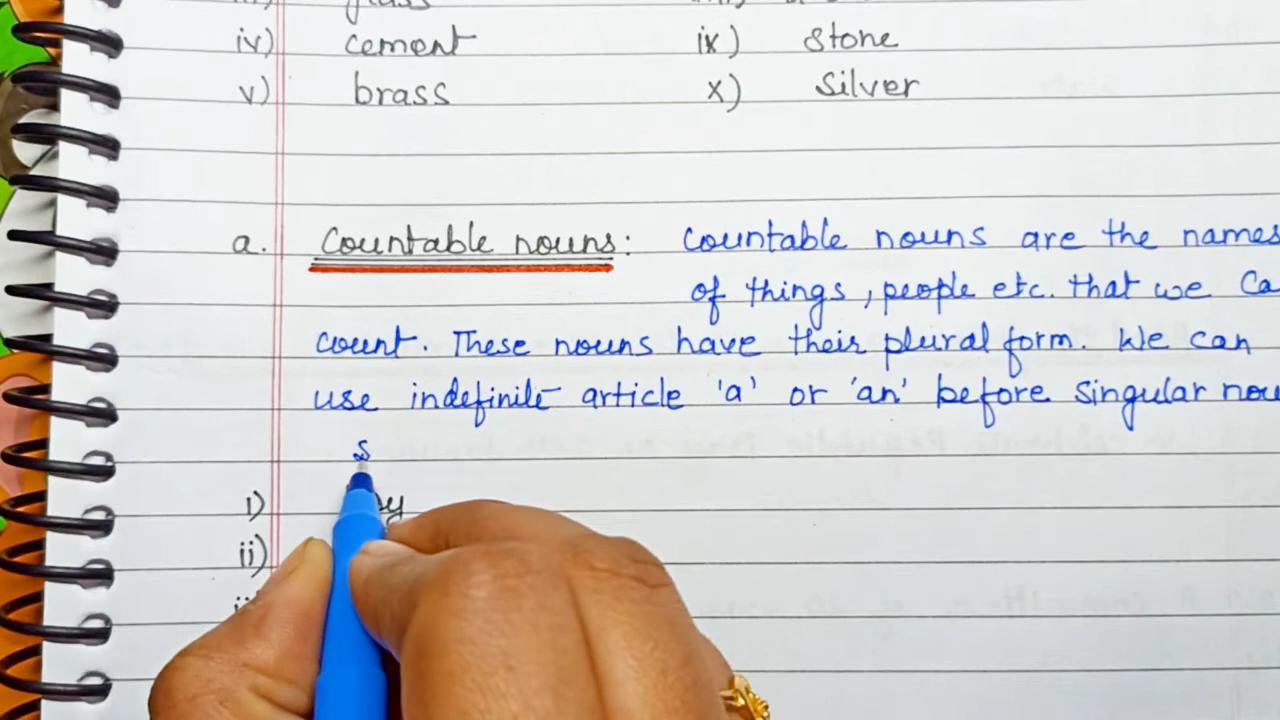 iv) cement ix) stone
v) brass x) silver
a. Countable nouns: countable nouns are the names
of things, people etc. that we Ca
count. These nouns have their plural form. We can
use indefinite article 'a' or 'an' before singular nou
s
i)
ii)